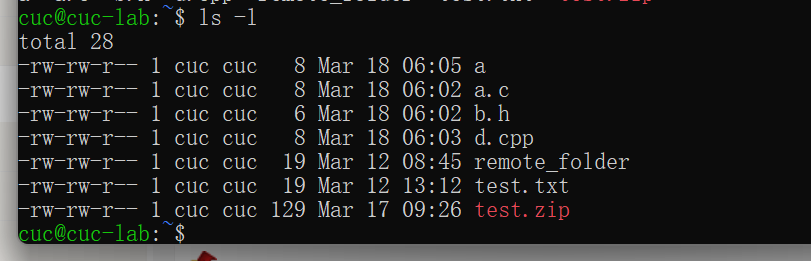 cuc@cuc-lab:~$ ls -l
total 28
-rw-rw-r-- 1 cuc cuc   8 Mar 18 06:05 a
-rw-rw-r-- 1 cuc cuc   8 Mar 18 06:02 a.c
-rw-rw-r-- 1 cuc cuc   6 Mar 18 06:02 b.h
-rw-rw-r-- 1 cuc cuc   8 Mar 18 06:03 d.cpp
-rw-rw-r-- 1 cuc cuc  19 Mar 12 08:45 remote_folder
-rw-rw-r-- 1 cuc cuc  19 Mar 12 13:12 test.txt
-rw-rw-r-- 1 cuc cuc 129 Mar 17 09:26 test.zip
cuc@cuc-lab:~$